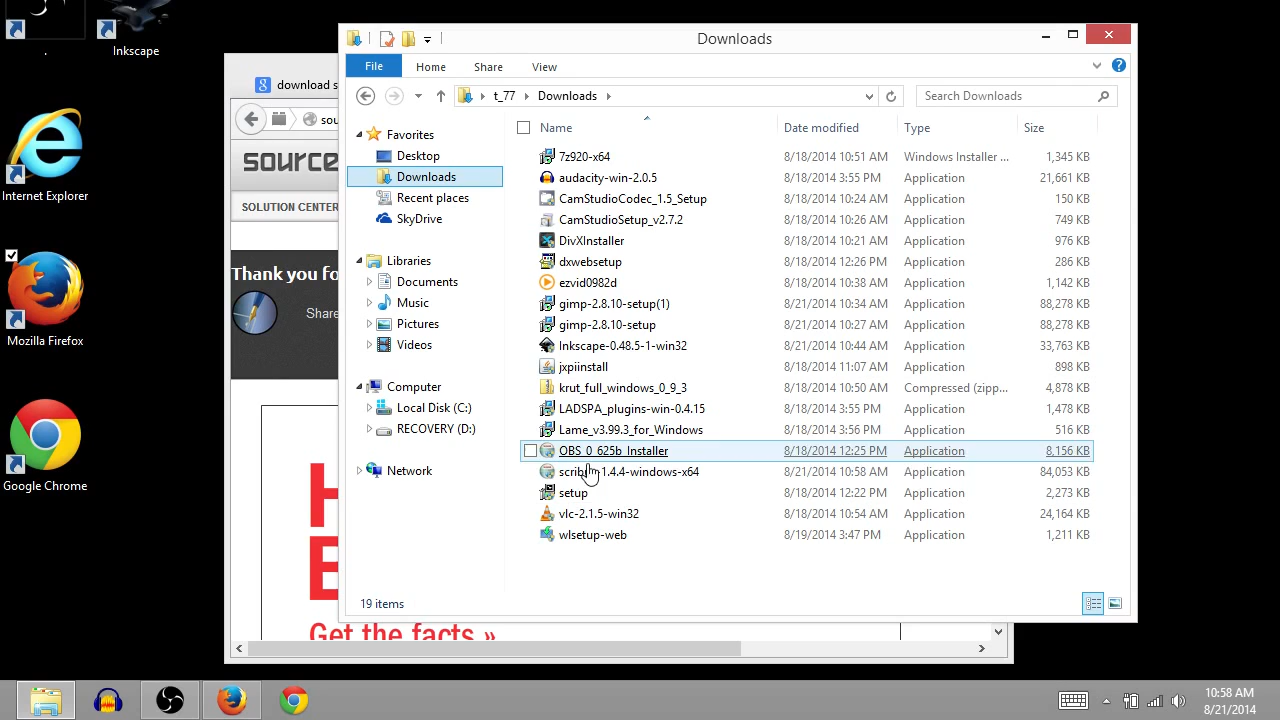 .
Inkscape
Internet Explorer
Mozilla Firefox
Google Chrome
download s
sou
source
SOLUTION CENTER
Thank you fo
Share
H
E
Get the facts »
Downloads
File Home Share View
t_77 Downloads
Search Downloads
Favorites
Desktop
Downloads
Recent places
SkyDrive
Libraries
Documents
Music
Pictures
Videos
Computer
Local Disk (C:)
RECOVERY (D:)
Network
Name Date modified Type Size
7z920-x64 8/18/2014 10:51 AM Windows Installer ... 1,345 KB
audacity-win-2.0.5 8/18/2014 3:55 PM Application 21,661 KB
CamStudioCodec_1.5_Setup 8/18/2014 10:24 AM Application 150 KB
CamStudioSetup_v2.7.2 8/18/2014 10:26 AM Application 749 KB
DivXInstaller 8/18/2014 10:21 AM Application 976 KB
dxwebsetup 8/18/2014 12:26 PM Application 286 KB
ezvid0982d 8/18/2014 10:38 AM Application 1,142 KB
gimp-2.8.10-setup(1) 8/21/2014 10:34 AM Application 88,278 KB
gimp-2.8.10-setup 8/21/2014 10:27 AM Application 88,278 KB
Inkscape-0.48.5-1-win32 8/21/2014 10:44 AM Application 33,763 KB
jxpiinstall 8/18/2014 11:07 AM Application 898 KB
krut_full_windows_0_9_3 8/18/2014 10:50 AM Compressed (zipp... 4,878 KB
LADSPA_plugins-win-0.4.15 8/18/2014 3:55 PM Application 1,478 KB
Lame_v3.99.3_for_Windows 8/18/2014 3:56 PM Application 516 KB
OBS_0_625b_Installer 8/18/2014 12:25 PM Application 8,156 KB
scribus-1.4.4-windows-x64 8/21/2014 10:58 AM Application 84,053 KB
setup 8/18/2014 12:22 PM Application 2,273 KB
vlc-2.1.5-win32 8/18/2014 10:54 AM Application 24,164 KB
wlsetup-web 8/19/2014 3:47 PM Application 1,211 KB
19 items
10:58 AM
8/21/2014